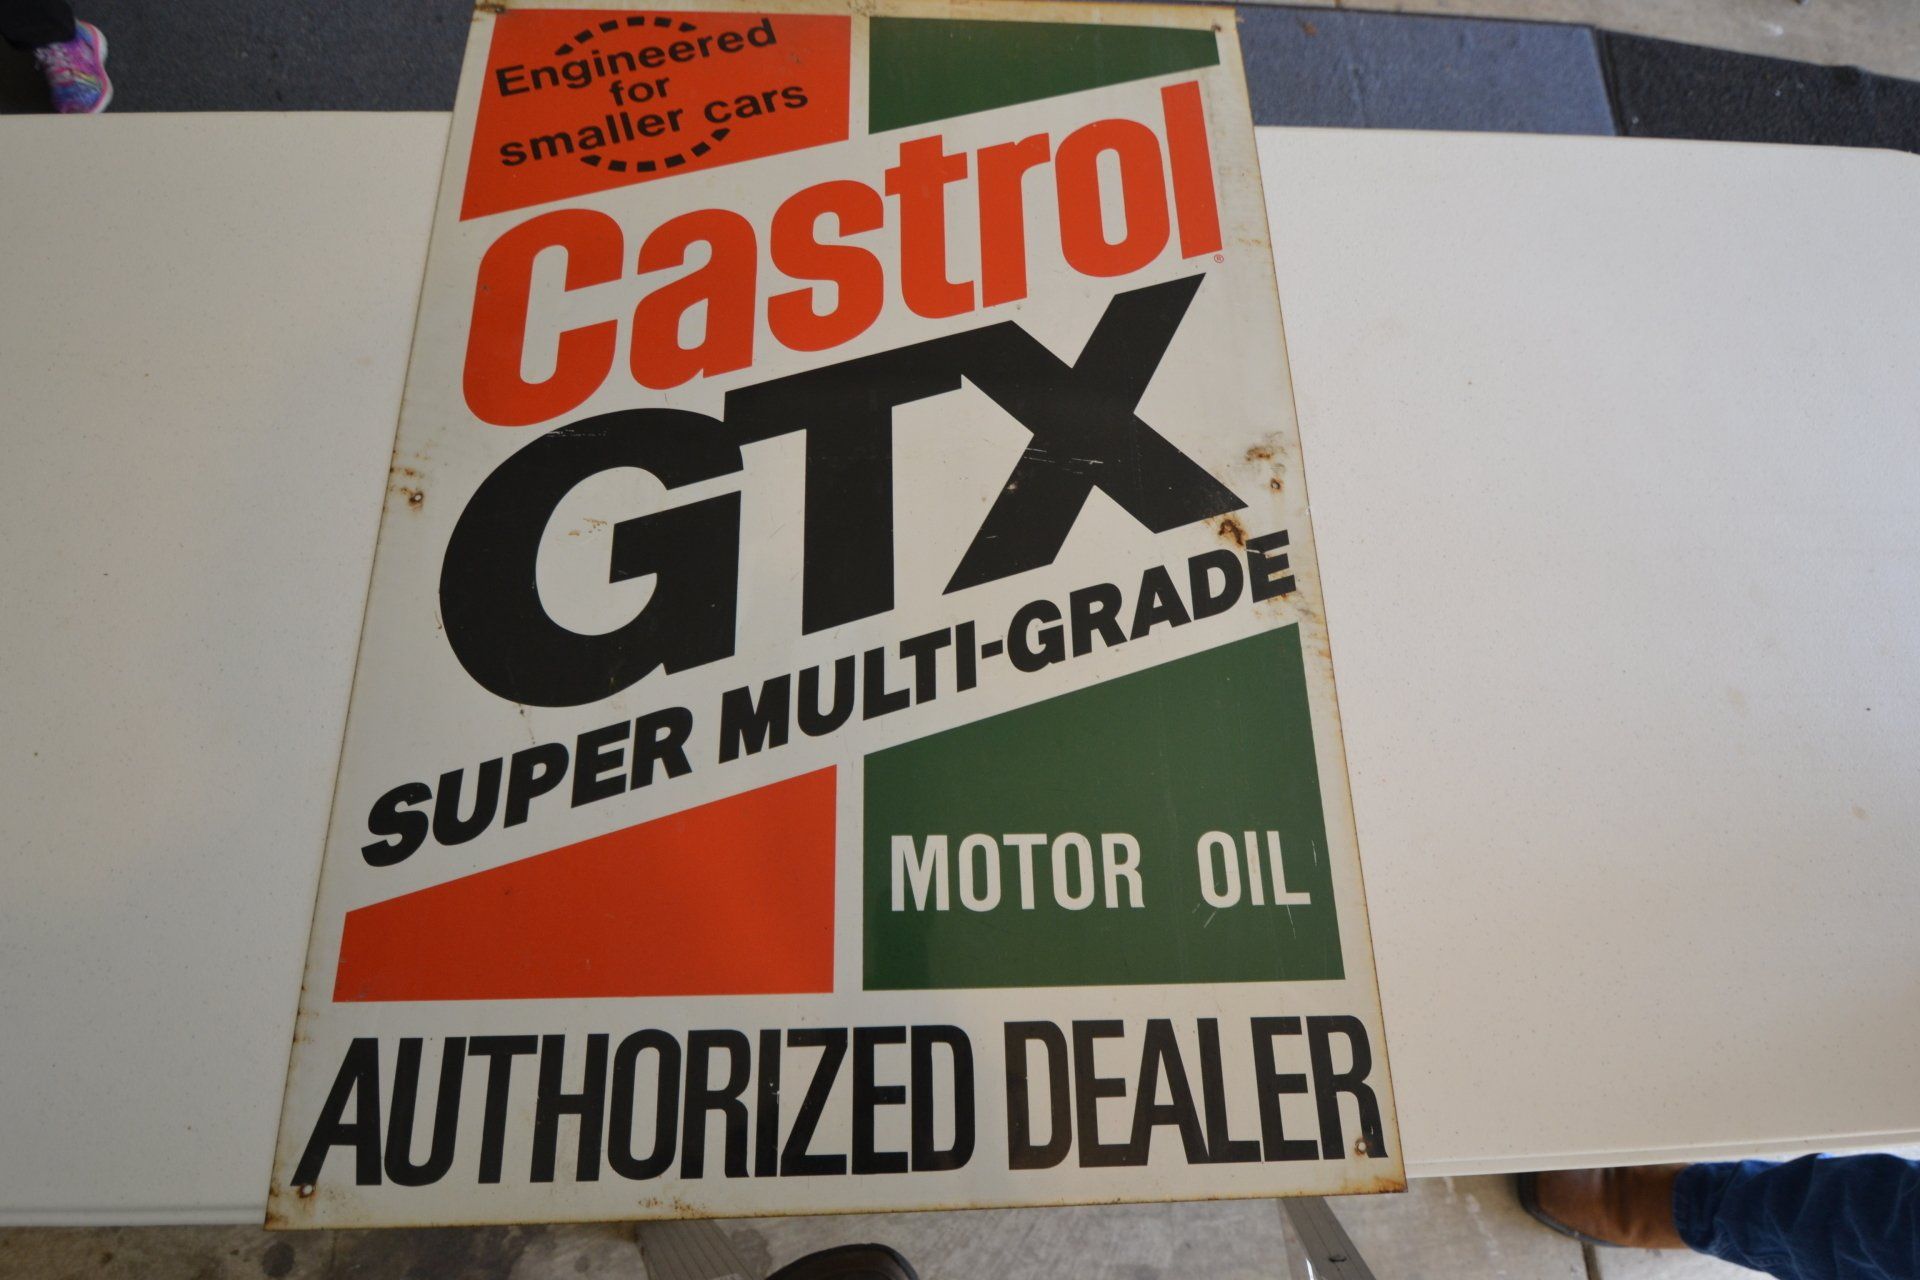 Engineered
for
smaller cars
Castrol®
GTX
SUPER MULTI-GRADE
MOTOR OIL
AUTHORIZED DEALER